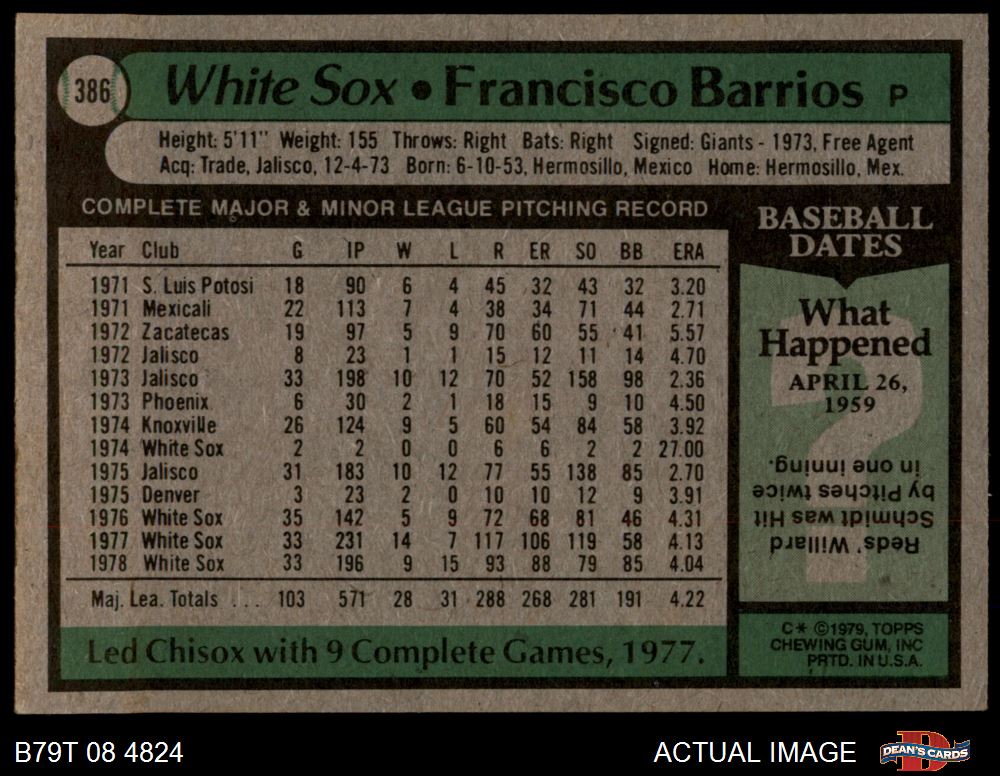 386
White Sox • Francisco Barrios P
Height: 5'11" Weight: 155 Throws: Right Bats: Right Signed: Giants - 1973, Free Agent
Acq: Trade, Jalisco, 12-4-73 Born: 6-10-53, Hermosillo, Mexico Home: Hermosillo, Mex.
COMPLETE MAJOR & MINOR LEAGUE PITCHING RECORD
Year Club G IP W L R ER SO BB ERA
1971 S. Luis Potosi 18 90 6 4 45 32 43 32 3.20
1971 Mexicali 22 113 7 4 38 34 71 44 2.71
1972 Zacatecas 19 97 5 9 70 60 55 41 5.57
1972 Jalisco 8 23 1 1 15 12 11 14 4.70
1973 Jalisco 33 198 10 12 70 52 158 98 2.36
1973 Phoenix 6 30 2 1 18 15 9 10 4.50
1974 Knoxville 26 124 9 5 60 54 84 58 3.92
1974 White Sox 2 2 0 0 6 6 2 2 27.00
1975 Jalisco 31 183 10 12 77 55 138 85 2.70
1975 Denver 3 23 2 0 10 10 12 9 3.91
1976 White Sox 35 142 5 9 72 68 81 46 4.31
1977 White Sox 33 231 14 7 117 106 119 58 4.13
1978 White Sox 33 196 9 15 93 88 79 85 4.04
Maj. Lea. Totals ... 103 571 28 31 288 268 281 191 4.22
Led Chisox with 9 Complete Games, 1977.
BASEBALL
DATES
What
Happened
APRIL 26,
1959
?
Reds' Willard
Schmidt was Hit
by Pitches twice
in one inning.
C* ©1979, TOPPS
CHEWING GUM, INC
PRTD. IN U.S.A.
B79T 08 4824
ACTUAL IMAGE
D
DEAN'S CARDS